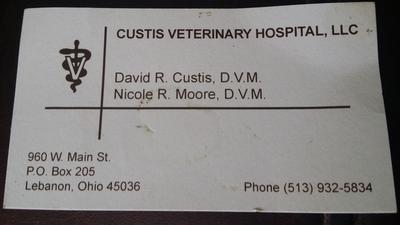 CUSTIS VETERINARY HOSPITAL, LLC
V
David R. Custis, D.V.M.
Nicole R. Moore, D.V.M.
960 W. Main St.
P.O. Box 205
Lebanon, Ohio 45036
Phone (513) 932-5834